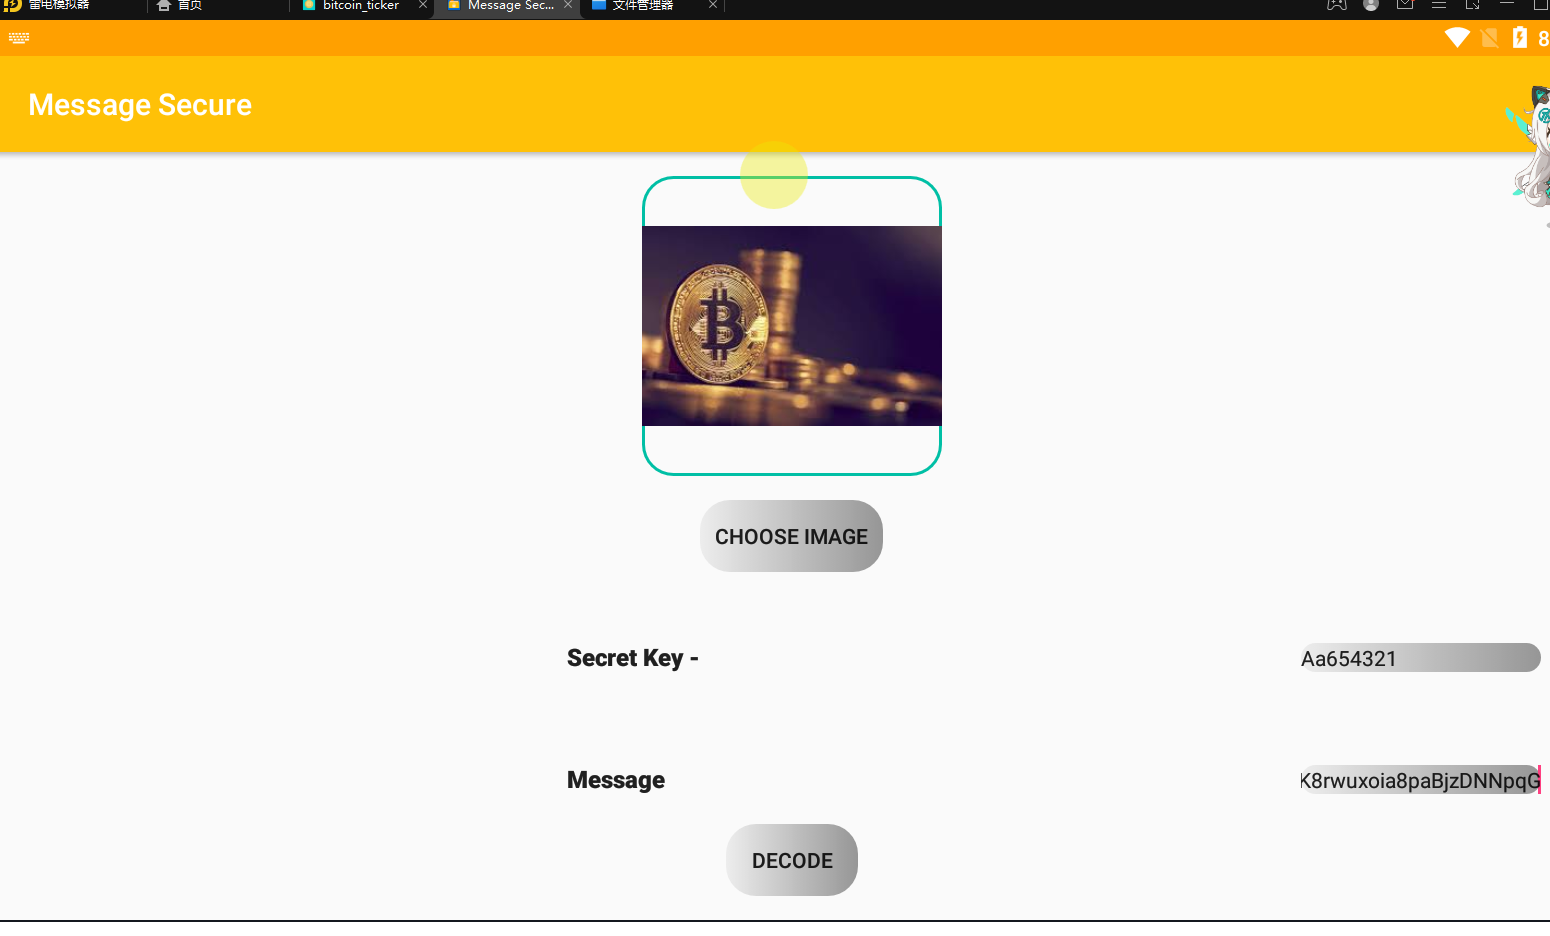 雷电模拟器 首页 bitcoin_ticker Message Sec... 文件管理器
8
Message Secure
CHOOSE IMAGE
Secret Key - Aa654321
Message K8rwuxoia8paBjzDNNpqG
DECODE